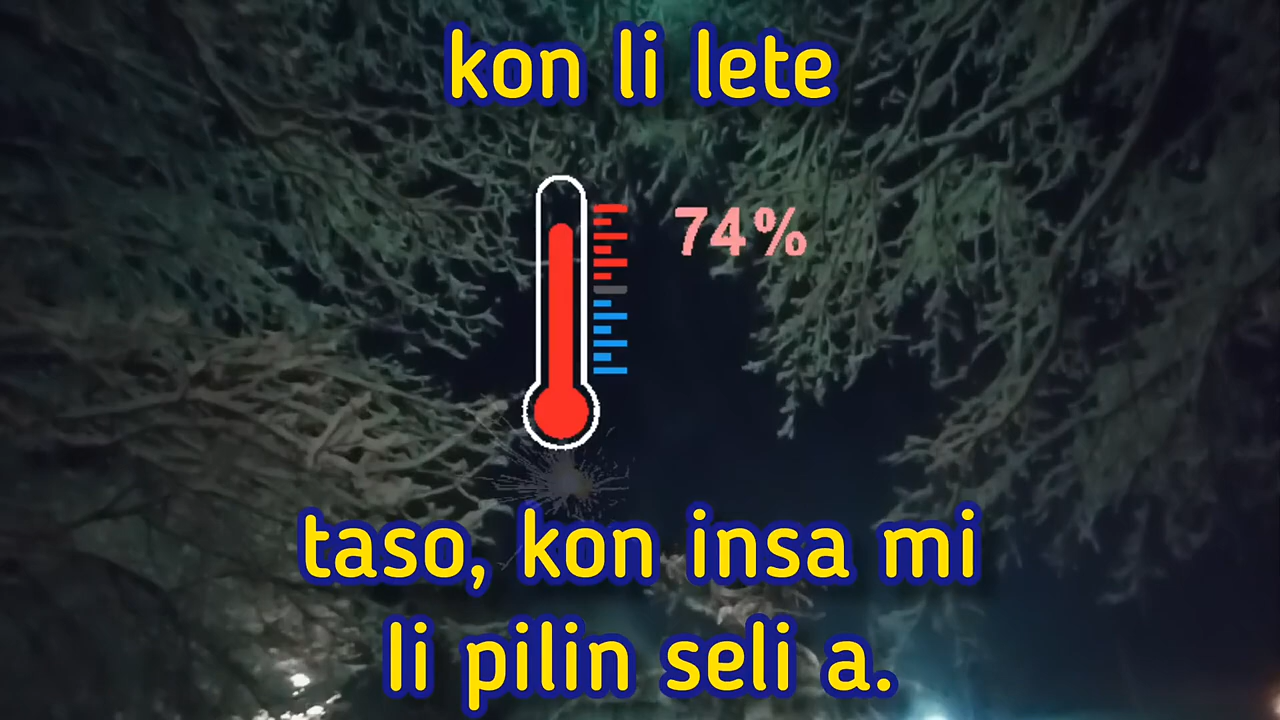 kon li lete
74%
taso, kon insa mi
li pilin seli a.